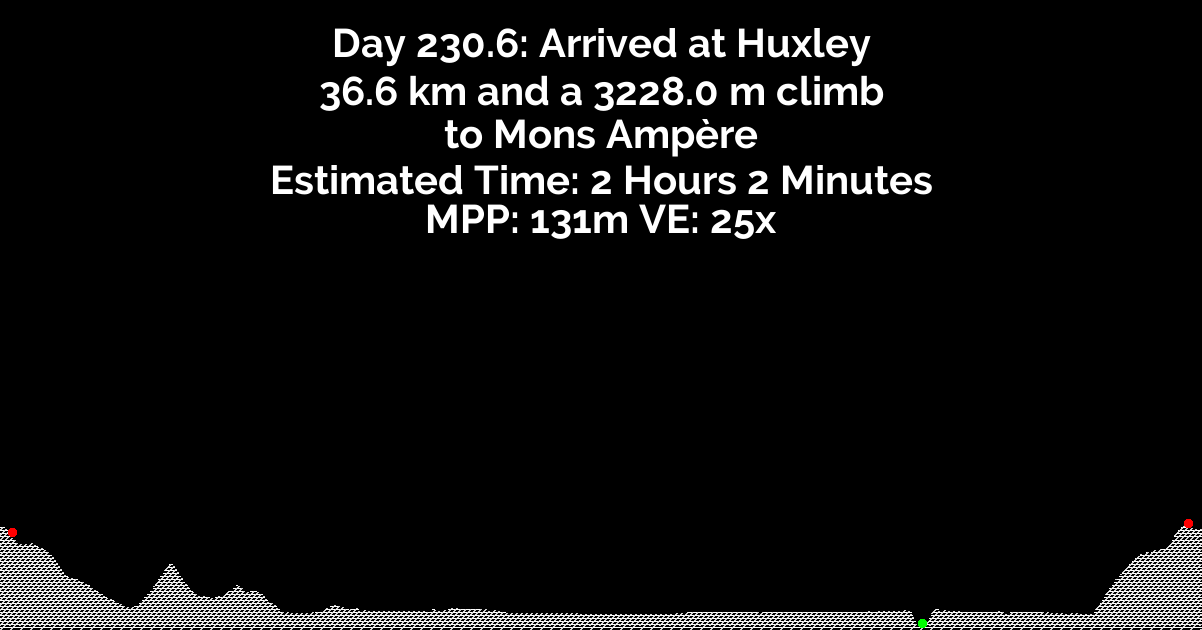 Day 230.6: Arrived at Huxley
36.6 km and a 3228.0 m climb
to Mons Ampère
Estimated Time: 2 Hours 2 Minutes
MPP: 131m VE: 25x